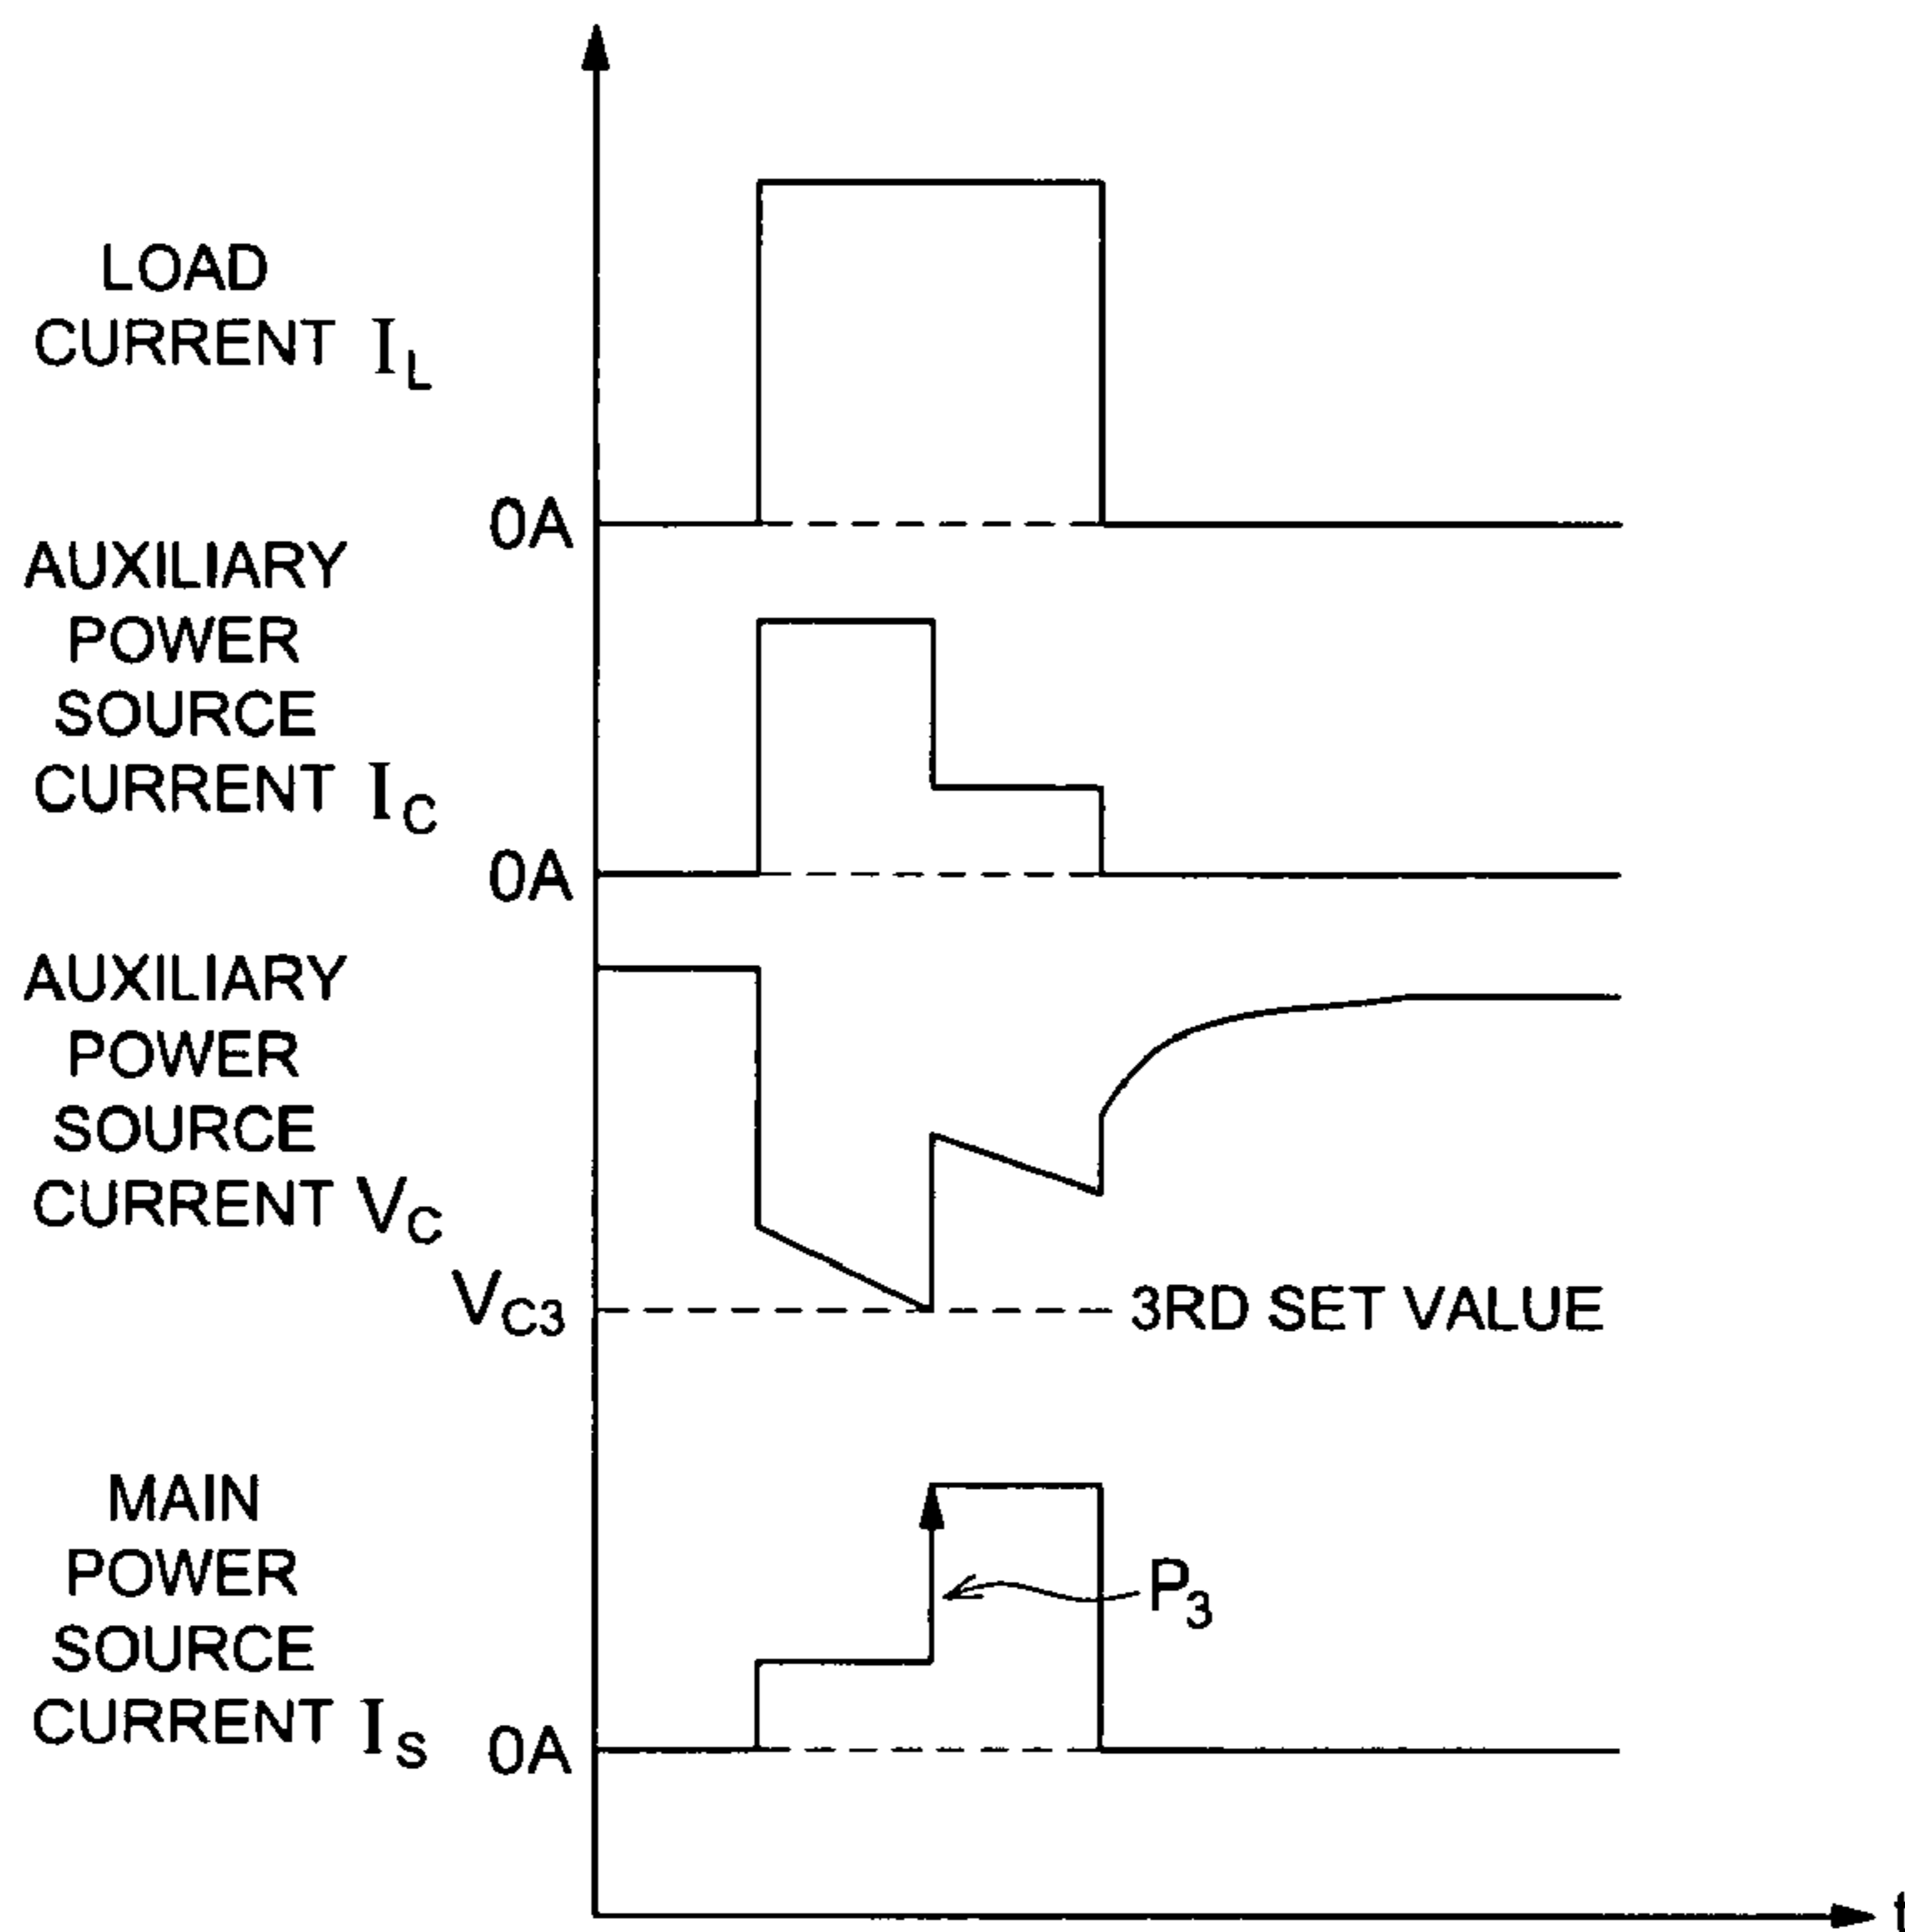 LOAD
CURRENT I_L
0A
AUXILIARY
POWER
SOURCE
CURRENT I_C
0A
AUXILIARY
POWER
SOURCE
CURRENT V_C
V_C3
3RD SET VALUE
MAIN
POWER
SOURCE
CURRENT I_S
P_3
0A
t